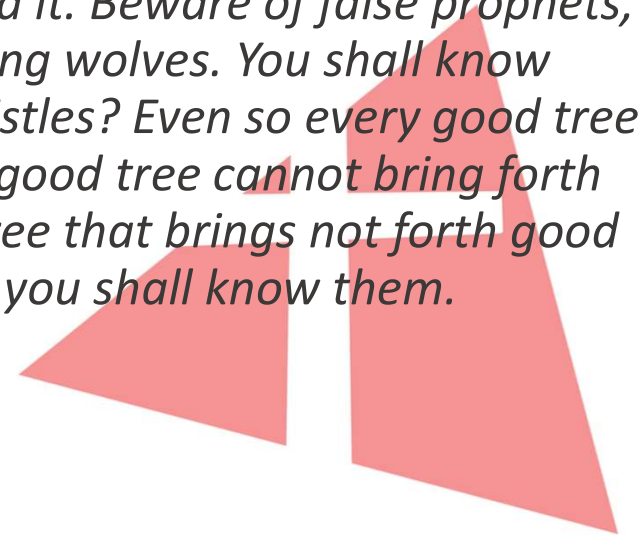 d it. Beware of false prophets,
ng wolves. You shall know
stles? Even so every good tree
good tree cannot bring forth
ee that brings not forth good
you shall know them.